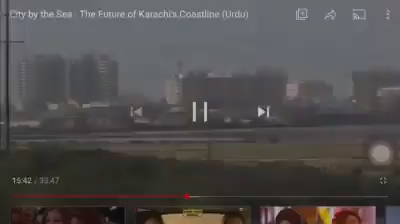 City by the Sea - The Future of Karachi's Coastline (Urdu)
15:42 / 33:47